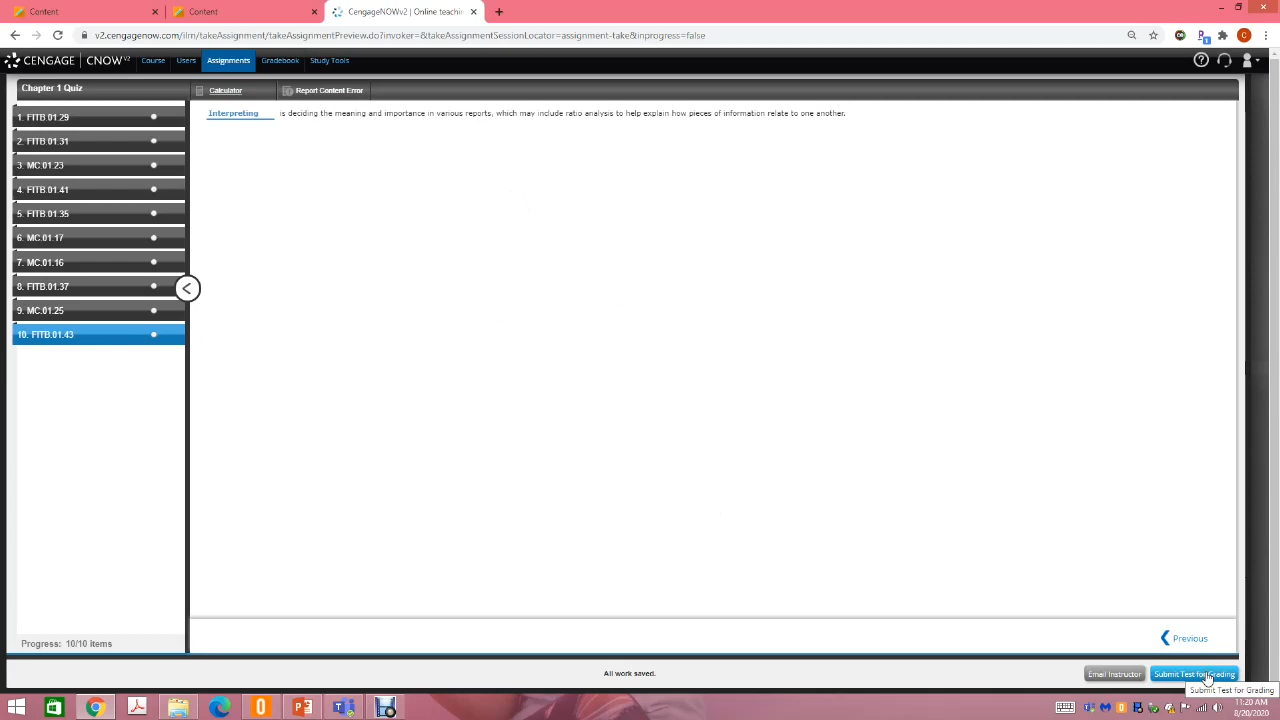 Content
Content
CengageNOWv2 | Online teachin
v2.cengagenow.com/ilrn/takeAssignment/takeAssignmentPreview.do?invoker=&takeAssignmentSessionLocator=assignment-take&inprogress=false
CENGAGE CNOWv2 Course Users Assignments Gradebook Study Tools
Chapter 1 Quiz
Calculator
Report Content Error
Interpreting is deciding the meaning and importance in various reports, which may include ratio analysis to help explain how pieces of information relate to one another.
1. FITB.01.29
2. FITB.01.31
3. MC.01.23
4. FITB.01.41
5. FITB.01.35
6. MC.01.17
7. MC.01.16
8. FITB.01.37
9. MC.01.25
10. FITB.01.43
Progress: 10/10 items
Previous
All work saved.
Email Instructor
Submit Test for Grading
Submit Test for Grading
11:20 AM
8/20/2020